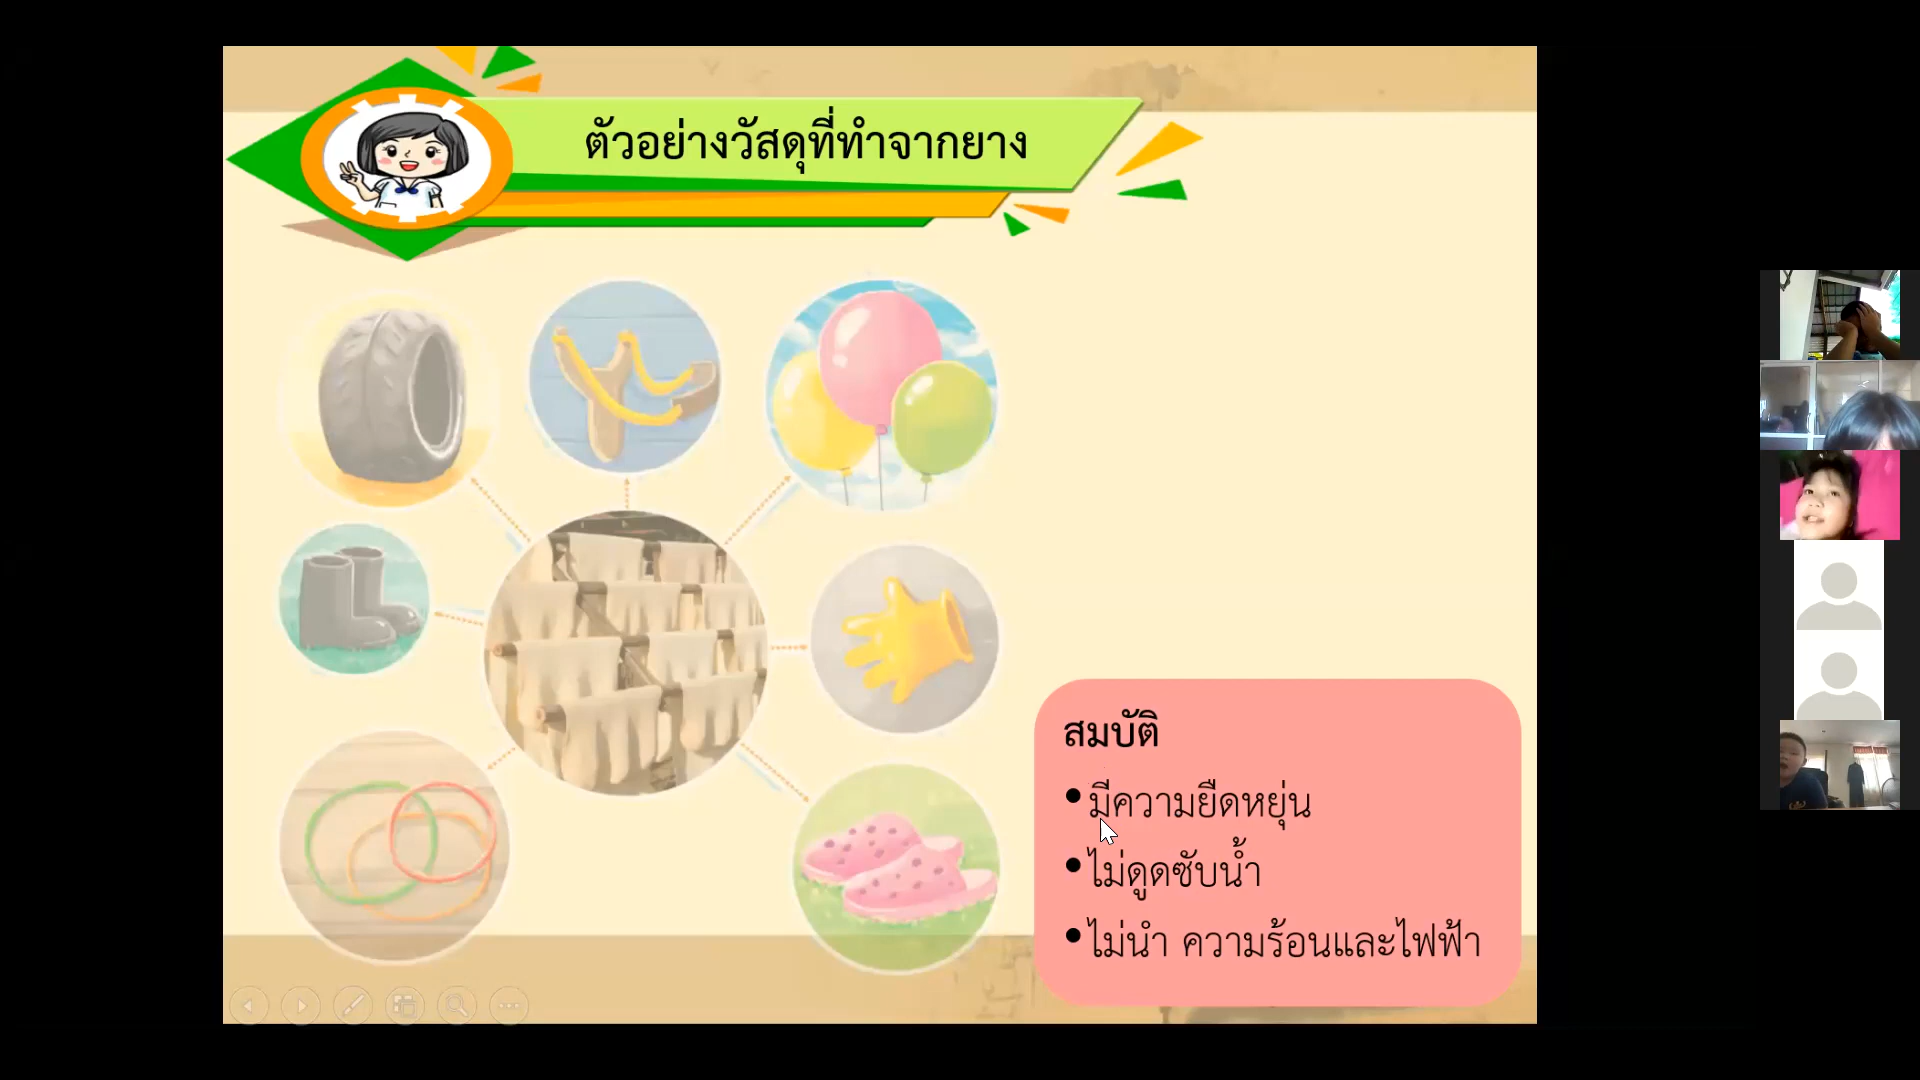 ตัวอย่างวัสดุที่ทำจากยาง
สมบัติ
• มีความยืดหยุ่น
• ไม่ดูดซับน้ำ
• ไม่นำ ความร้อนและไฟฟ้า